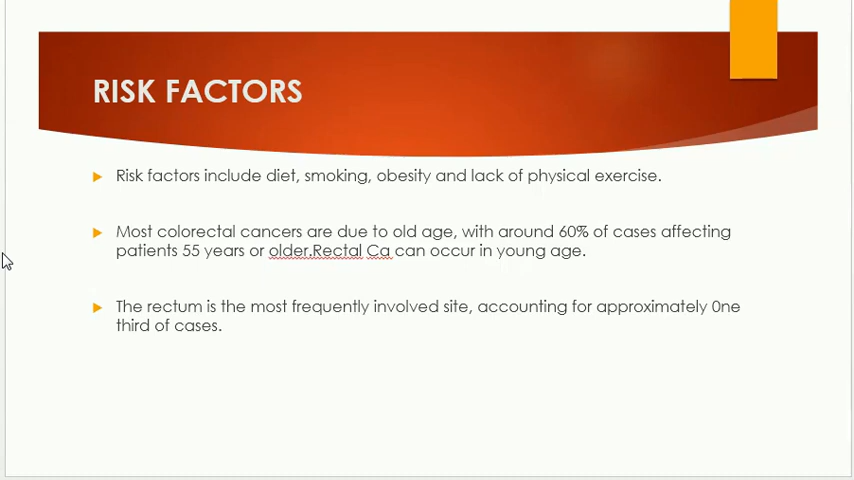 RISK FACTORS
Risk factors include diet, smoking, obesity and lack of physical exercise.
Most colorectal cancers are due to old age, with around 60% of cases affecting
patients 55 years or older.Rectal Ca can occur in young age.
The rectum is the most frequently involved site, accounting for approximately 0ne
third of cases.